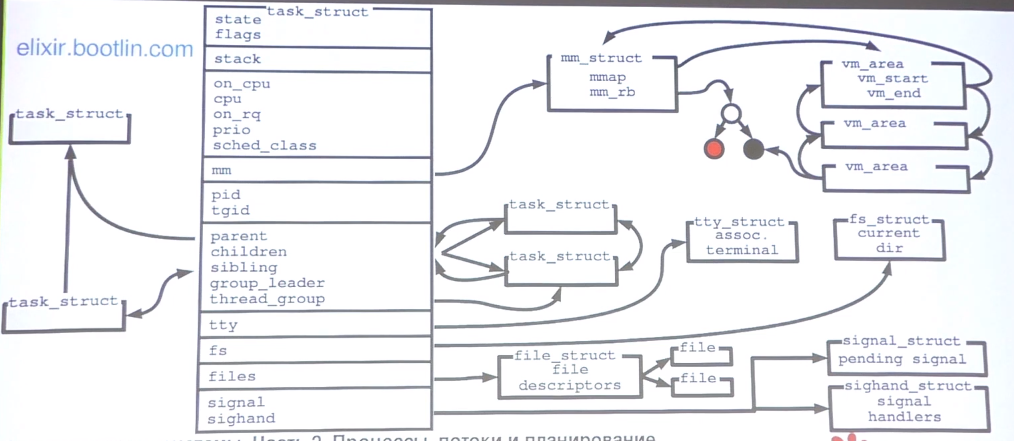 elixir.bootlin.com
task_struct
task_struct
task_struct
state
flags
stack
on_cpu
cpu
on_rq
prio
sched_class
mm
pid
tgid
parent
children
sibling
group_leader
thread_group
tty
fs
files
signal
sighand
mm_struct
mmap
mm_rb
vm_area
vm_start
vm_end
vm_area
vm_area
task_struct
task_struct
tty_struct
assoc.
terminal
fs_struct
current
dir
file_struct
file
descriptors
file
file
signal_struct
pending signal
sighand_struct
signal
handlers
Часть 2. Процессы, потоки и планирование